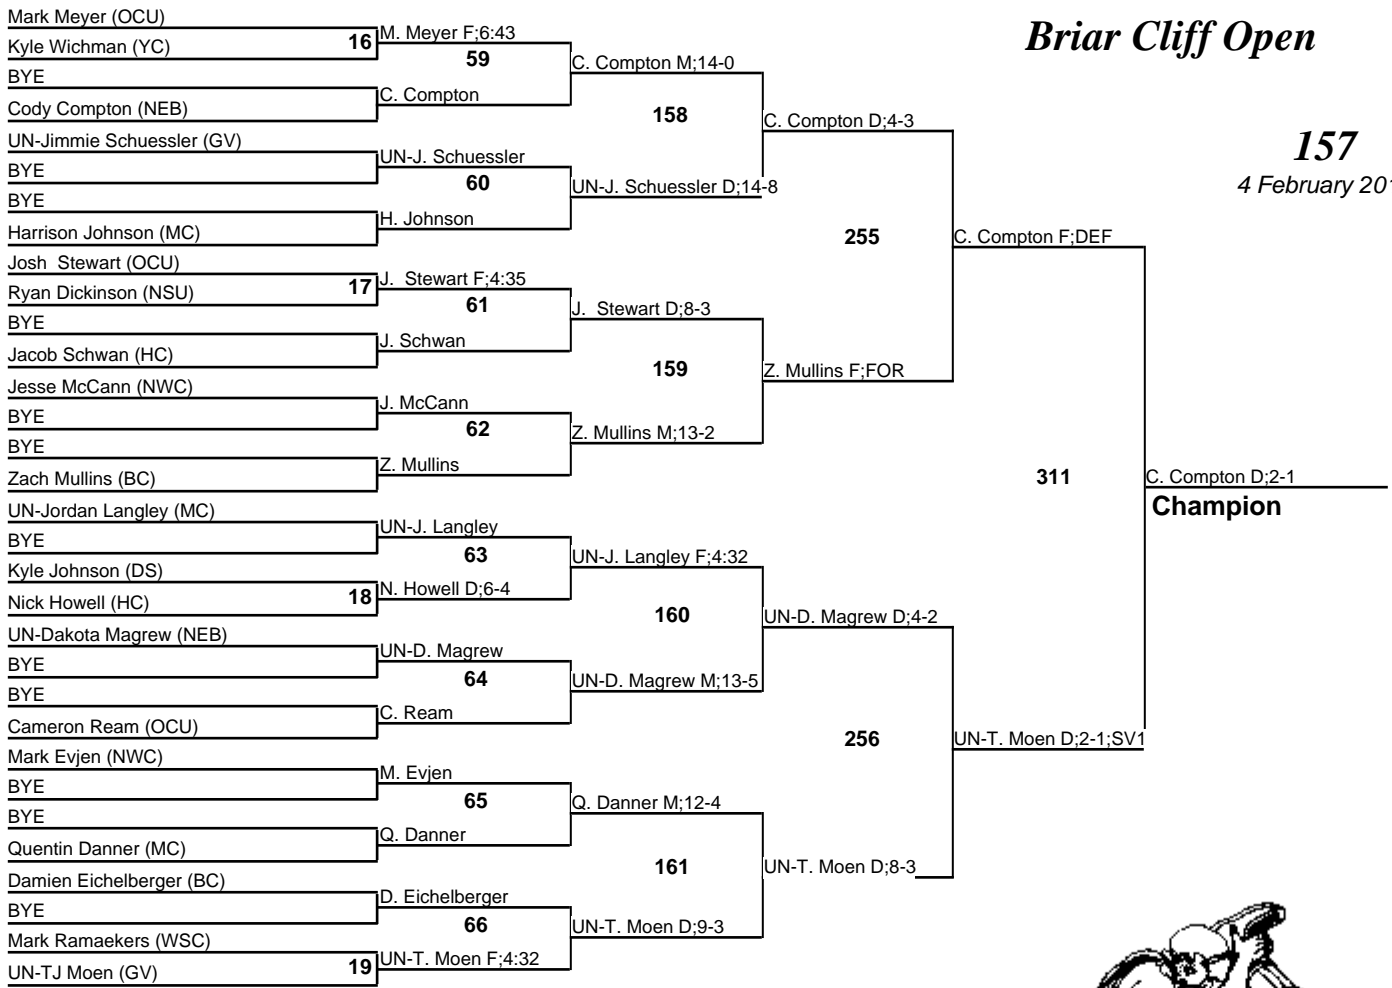 Briar Cliff Open
157
4 February 201
Mark Meyer (OCU)
Kyle Wichman (YC)
BYE
Cody Compton (NEB)
UN-Jimmie Schuessler (GV)
BYE
BYE
Harrison Johnson (MC)
Josh Stewart (OCU)
Ryan Dickinson (NSU)
BYE
Jacob Schwan (HC)
Jesse McCann (NWC)
BYE
BYE
Zach Mullins (BC)
UN-Jordan Langley (MC)
BYE
Kyle Johnson (DS)
Nick Howell (HC)
UN-Dakota Magrew (NEB)
BYE
BYE
Cameron Ream (OCU)
Mark Evjen (NWC)
BYE
BYE
Quentin Danner (MC)
Damien Eichelberger (BC)
BYE
Mark Ramaekers (WSC)
UN-TJ Moen (GV)
16
17
18
19
M. Meyer F;6:43
59
C. Compton
UN-J. Schuessler
60
H. Johnson
J. Stewart F;4:35
61
J. Schwan
J. McCann
62
Z. Mullins
UN-J. Langley
63
N. Howell D;6-4
UN-D. Magrew
64
C. Ream
M. Evjen
65
Q. Danner
D. Eichelberger
66
UN-T. Moen F;4:32
C. Compton M;14-0
158
UN-J. Schuessler D;14-8
J. Stewart D;8-3
159
Z. Mullins M;13-2
UN-J. Langley F;4:32
160
UN-D. Magrew M;13-5
Q. Danner M;12-4
161
UN-T. Moen D;9-3
C. Compton D;4-3
255
Z. Mullins F;FOR
UN-D. Magrew D;4-2
256
UN-T. Moen D;8-3
C. Compton F;DEF
311
UN-T. Moen D;2-1;SV1
C. Compton D;2-1
Champion